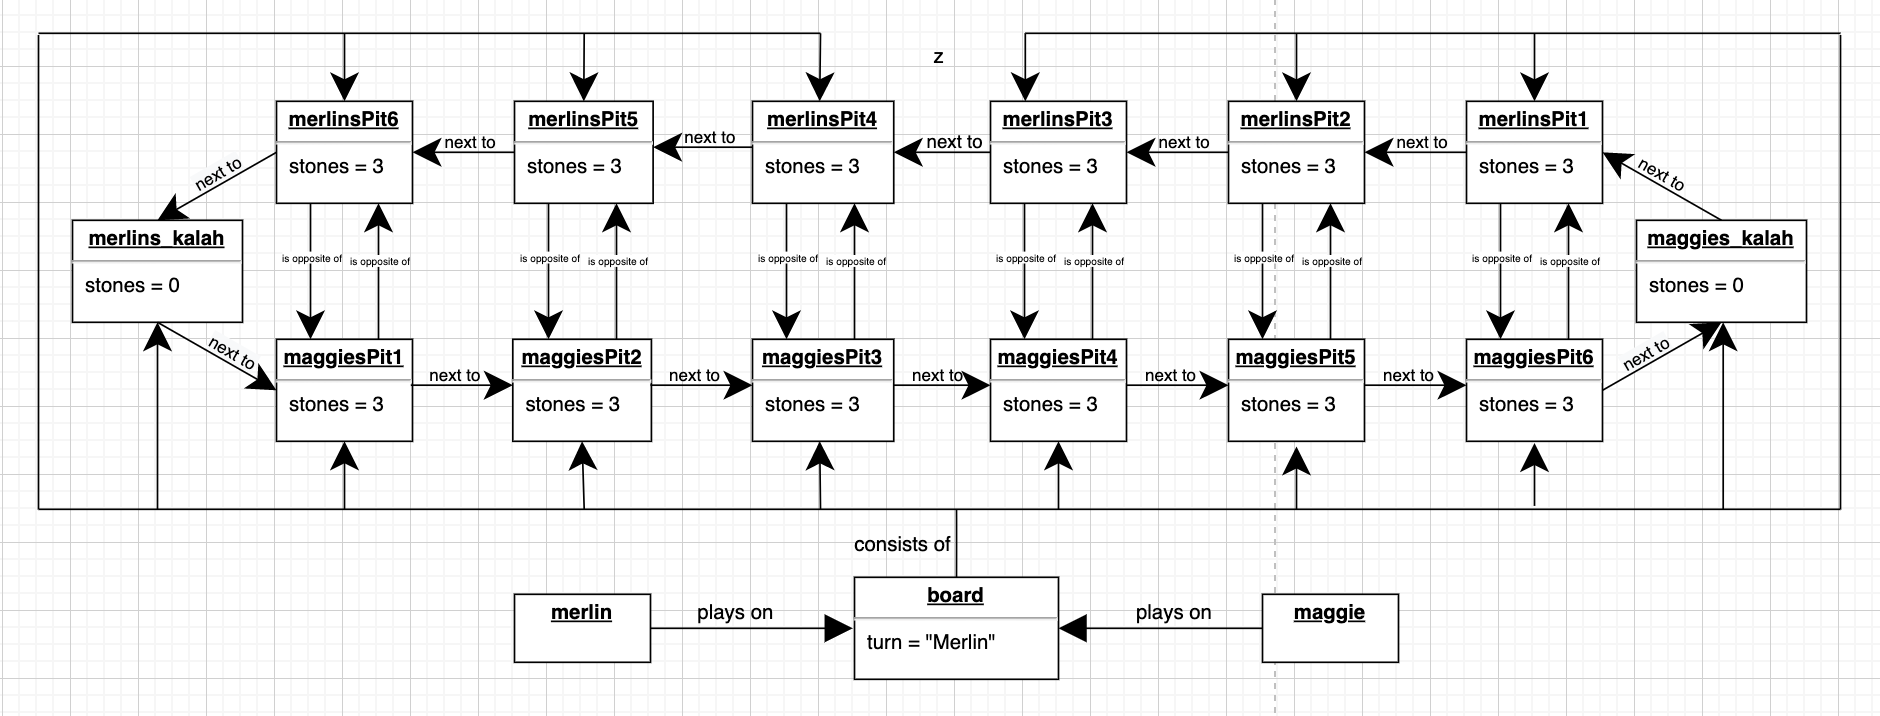 z
merlinsPit6
stones = 3
merlinsPit5
stones = 3
merlinsPit4
stones = 3
merlinsPit3
stones = 3
merlinsPit2
stones = 3
merlinsPit1
stones = 3
next to
next to
next to
next to
next to
next to
next to
merlins_kalah
stones = 0
maggies_kalah
stones = 0
is opposite of
is opposite of
is opposite of
is opposite of
is opposite of
is opposite of
is opposite of
is opposite of
is opposite of
is opposite of
is opposite of
is opposite of
next to
maggiesPit1
stones = 3
next to
maggiesPit2
stones = 3
next to
maggiesPit3
stones = 3
next to
maggiesPit4
stones = 3
next to
maggiesPit5
stones = 3
next to
maggiesPit6
stones = 3
next to
consists of
merlin
plays on
board
turn = "Merlin"
plays on
maggie